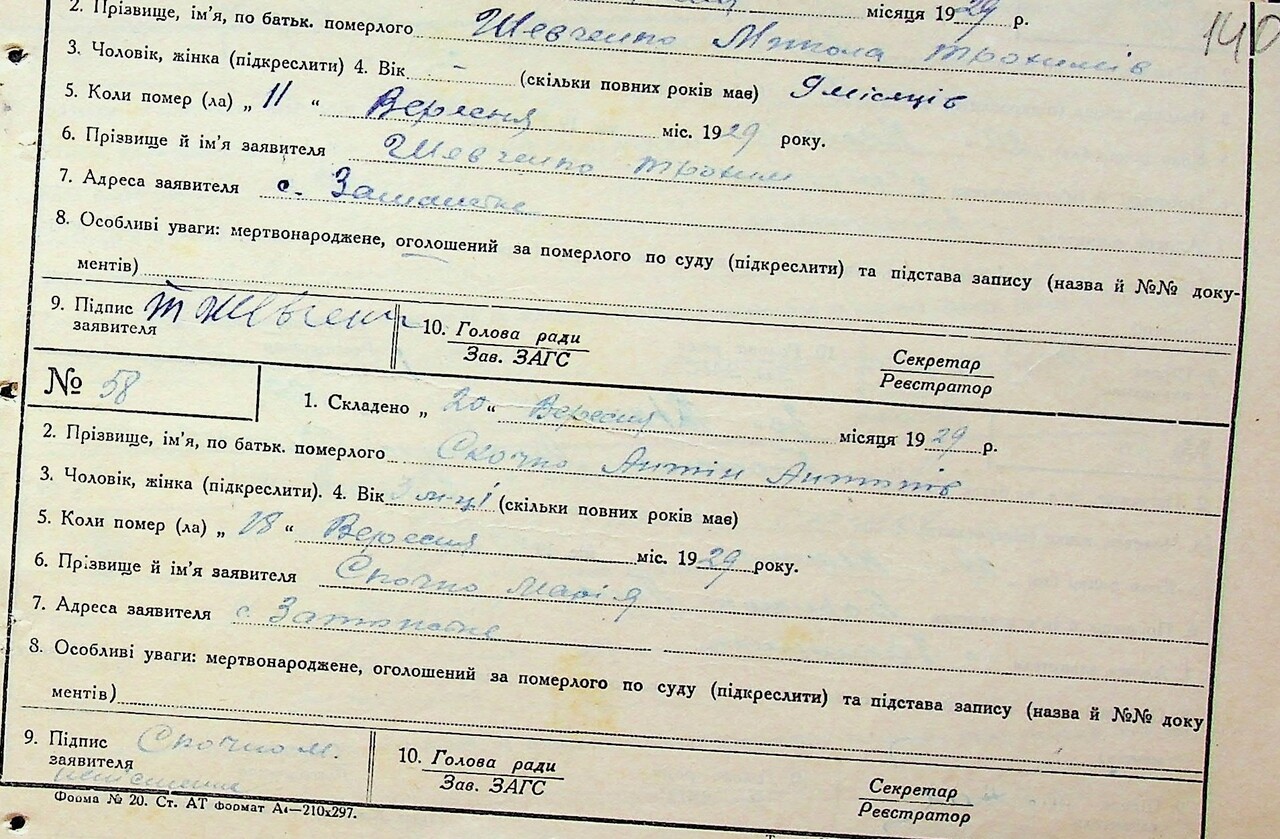 140
місяця 1929 р.
2. Прізвище, ім'я, по батьк. померлого Шевченко Микола Трохимів
3. Чоловік, жінка (підкреслити) 4. Вік - (скільки повних років має) 9 місяців
5. Коли помер (ла) „ 11 “ Вересня міс. 1929 року.
6. Прізвище й ім'я заявителя Шевченко Трохим
7. Адреса заявителя с.
8. Особливі уваги: мертвонароджене, оголошений за померлого по суду (підкреслити) та підстава запису (назва й №№ доку-
ментів)
9. Підпис заявителя Т Шевченко
10. Голова ради
Зав. ЗАГС
Секретар
Реєстратор
№ 58
1. Складено „ 20 “ Вересня місяця 1929 р.
2. Прізвище, ім'я, по батьк. померлого Скочко Антін Антонів
3. Чоловік, жінка (підкреслити). 4. Вік 3 м-ці (скільки повних років має)
5. Коли помер (ла) „ 18 “ Вересня міс. 1929 року.
6. Прізвище й ім'я заявителя Скочко Марія
7. Адреса заявителя с.
8. Особливі уваги: мертвонароджене, оголошений за померлого по суду (підкреслити) та підстава запису (назва й №№ доку
ментів)
9. Підпис заявителя Скочко М.
10. Голова ради
Зав. ЗАГС
Секретар
Реєстратор
Форма № 20. Ст. АТ формат А4—210x297.